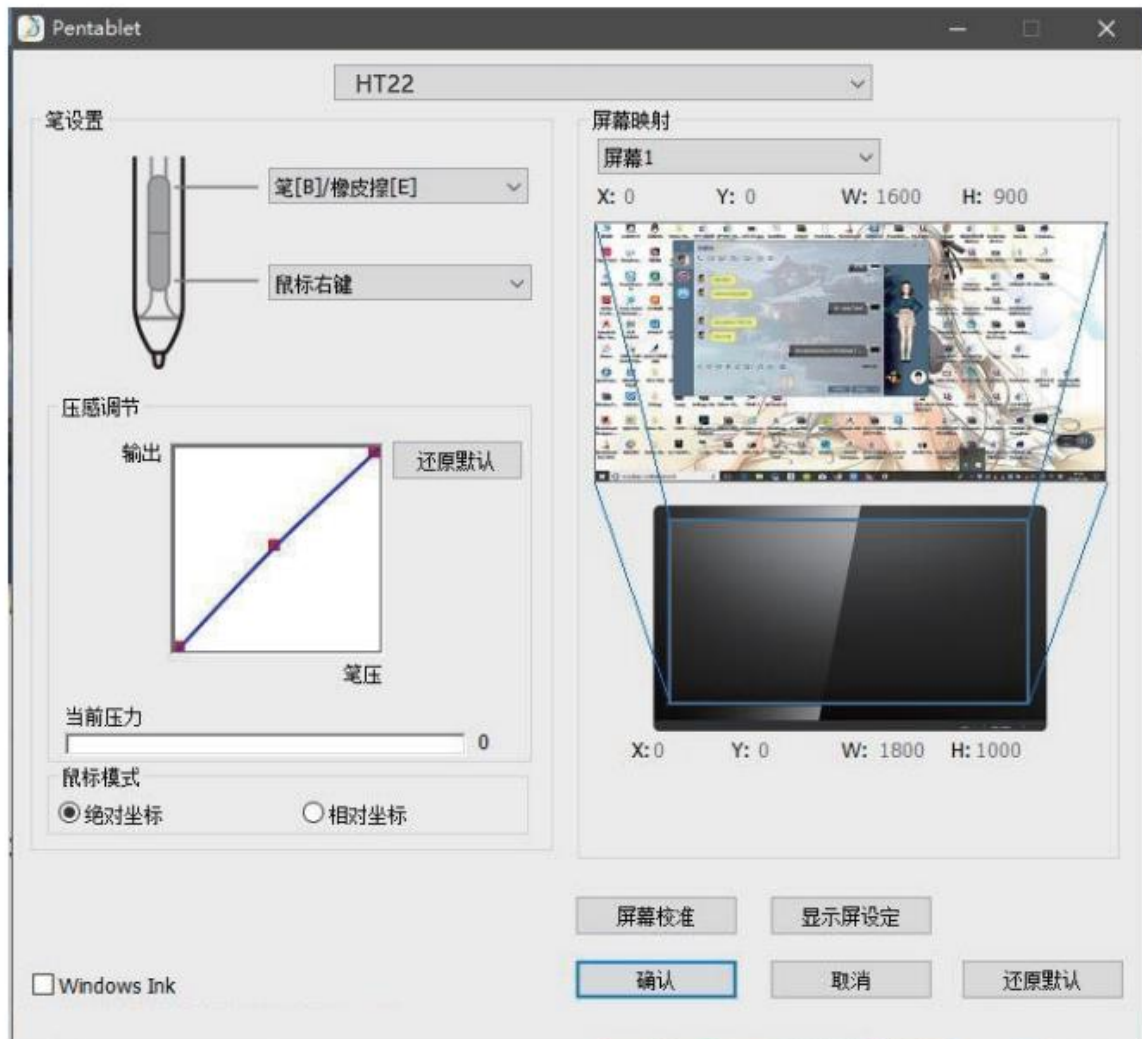 Pentablet
HT22
笔设置
笔[B]/橡皮擦[E]
鼠标右键
压感调节
输出
还原默认
笔压
当前压力
0
鼠标模式
绝对坐标
相对坐标
屏幕映射
屏幕1
X: 0 Y: 0 W: 1600 H: 900
X: 0 Y: 0 W: 1800 H: 1000
屏幕校准
显示屏设定
Windows Ink
确认
取消
还原默认